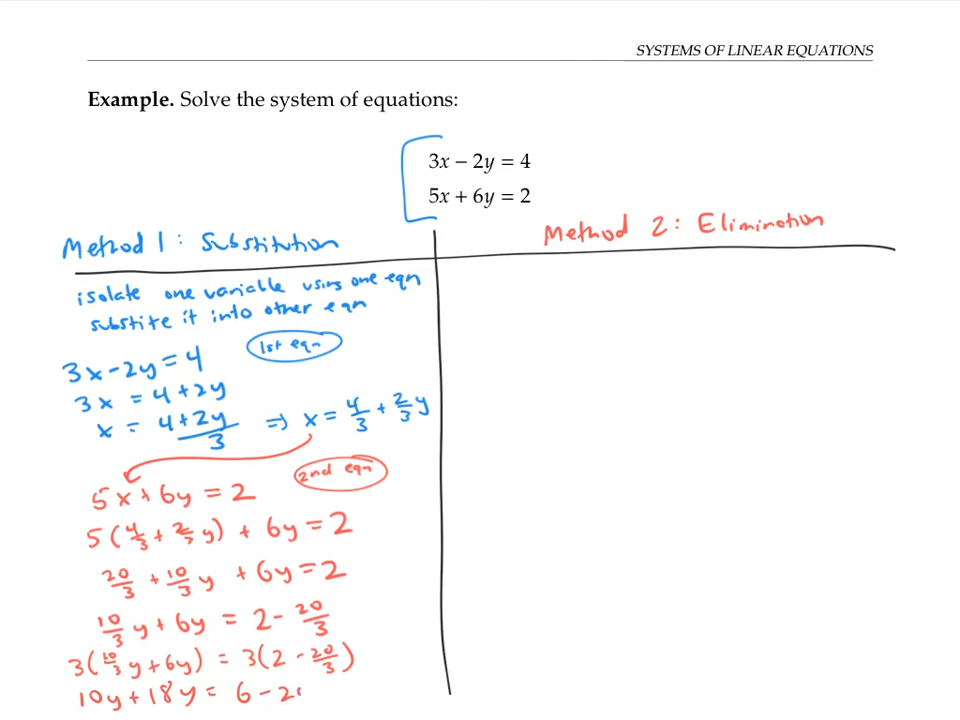 SYSTEMS OF LINEAR EQUATIONS
Example. Solve the system of equations:
3x − 2y = 4
5x + 6y = 2
Method 1: Substitution
isolate one variable using one eqn
substite it into other eqn
3x-2y=4 1st eqn
3x = 4+2y
x = (4+2y)/3 => x = 4/3 + 2/3 y
5x + 6y = 2 2nd eqn
5(4/3 + 2/3 y) + 6y = 2
20/3 + 10/3 y + 6y = 2
10/3 y + 6y = 2 - 20/3
3(10/3 y + 6y) = 3(2 - 20/3)
10y + 18y = 6 - 2
Method 2: Elimination